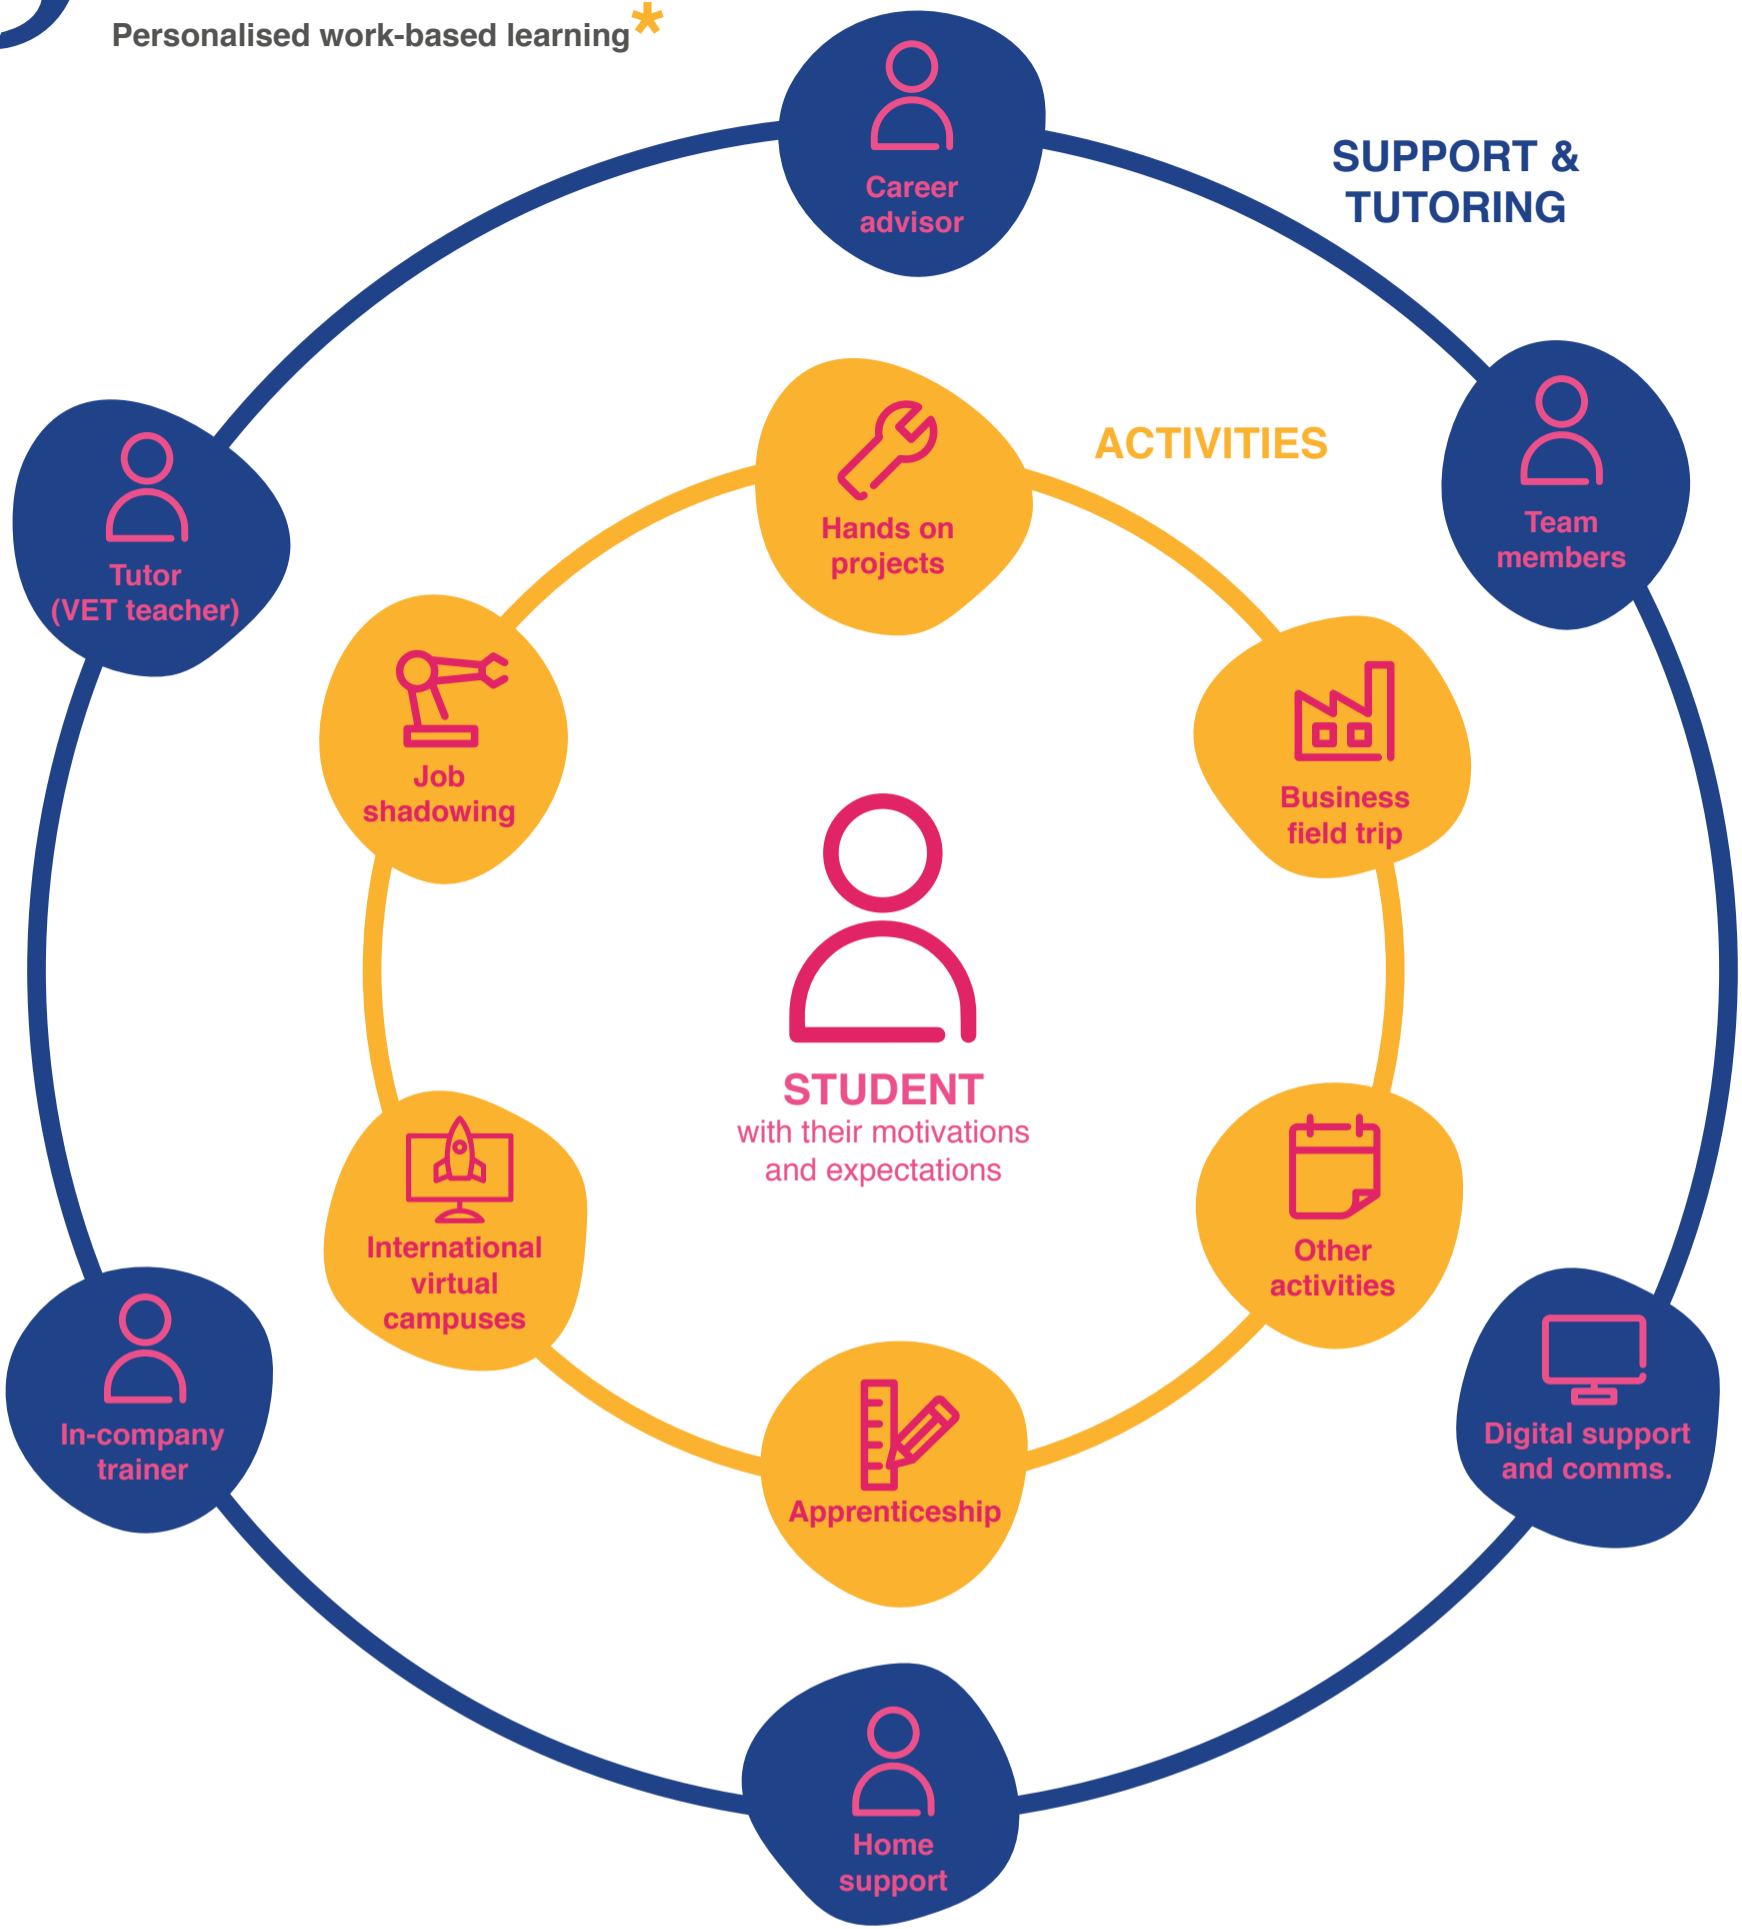 Personalised work-based learning*
Career
advisor
SUPPORT &
TUTORING
Hands on
projects
ACTIVITIES
Team
members
Tutor
(VET teacher)
Job
shadowing
Business
field trip
STUDENT
with their motivations
and expectations
International
virtual
campuses
Other
activities
In-company
trainer
Digital support
and comms.
Apprenticeship
Home
support